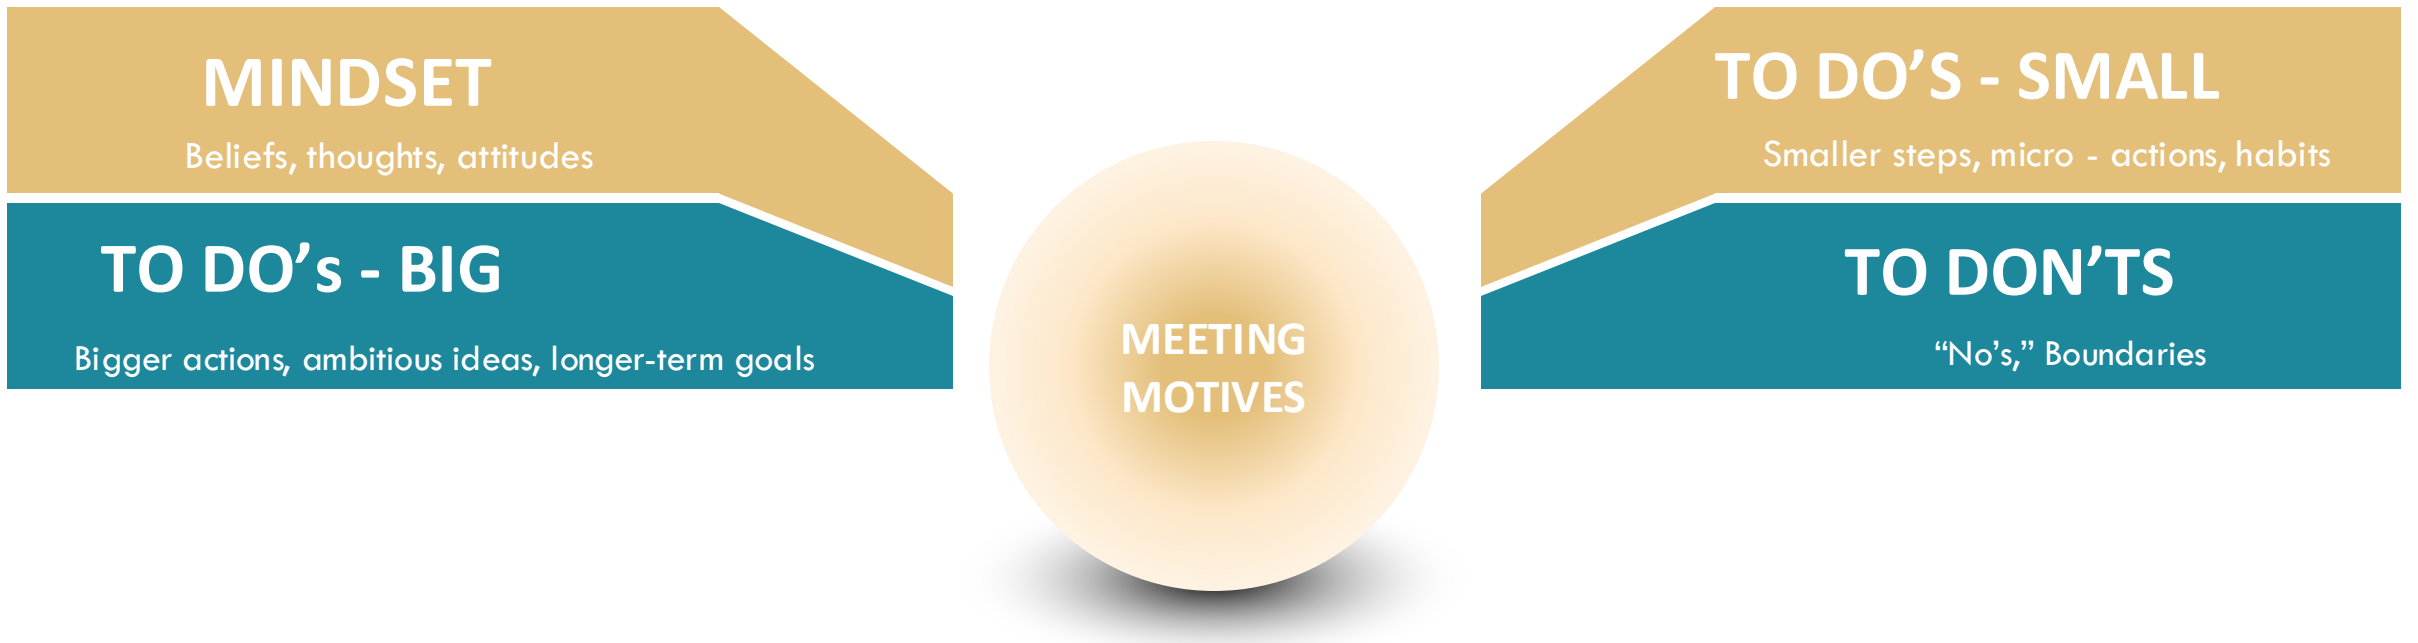 MINDSET
Beliefs, thoughts, attitudes
TO DO’s - BIG
Bigger actions, ambitious ideas, longer-term goals
MEETING
MOTIVES
TO DO’S - SMALL
Smaller steps, micro - actions, habits
TO DON’TS
“No’s,” Boundaries